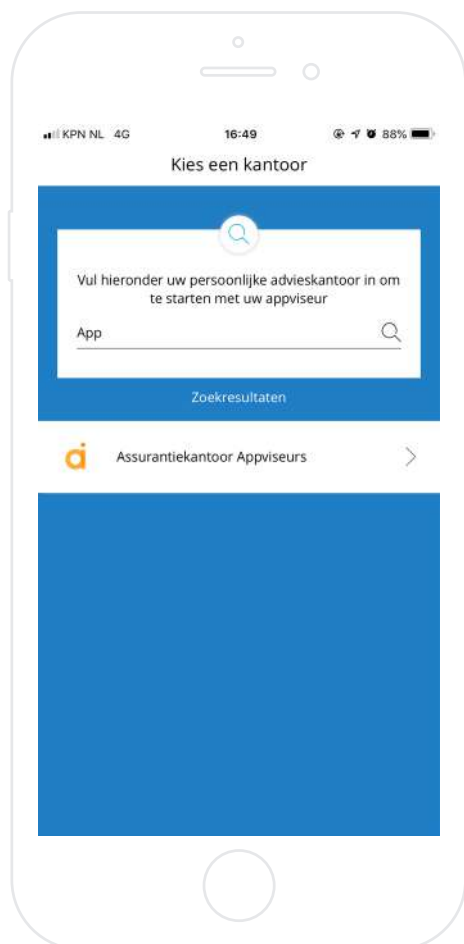 KPN NL 4G 16:49 88%
Kies een kantoor
Vul hieronder uw persoonlijke advieskantoor in om
te starten met uw appviseur
App
Zoekresultaten
Assurantiekantoor Appviseurs